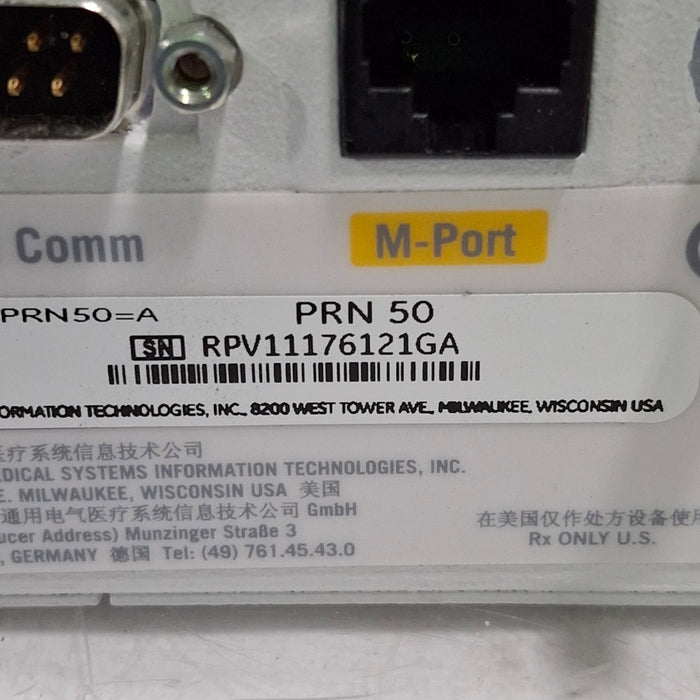 Comm
M-Port
PRN50=A
PRN 50
SN RPV11176121GA
ORMATION TECHNOLOGIES, INC., 8200 WEST TOWER AVE., MILWAUKEE, WISCONSIN USA
医疗系统信息技术公司
EDICAL SYSTEMS INFORMATION TECHNOLOGIES, INC.
E. MILWAUKEE, WISCONSIN USA 美国
通用电气医疗系统信息技术公司 GmbH
ucer Address) Munzinger Straße 3
, GERMANY 德国 Tel: (49) 761.45.43.0
在美国仅作处方设备使用
Rx ONLY U.S.